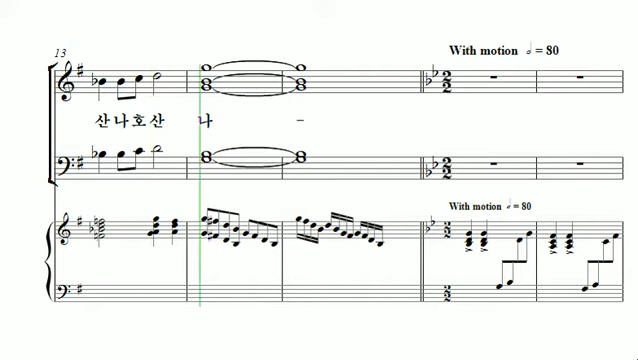 13
With motion 𝅗𝅥 = 80
산 나 호 산 나 -
With motion 𝅗𝅥 = 80